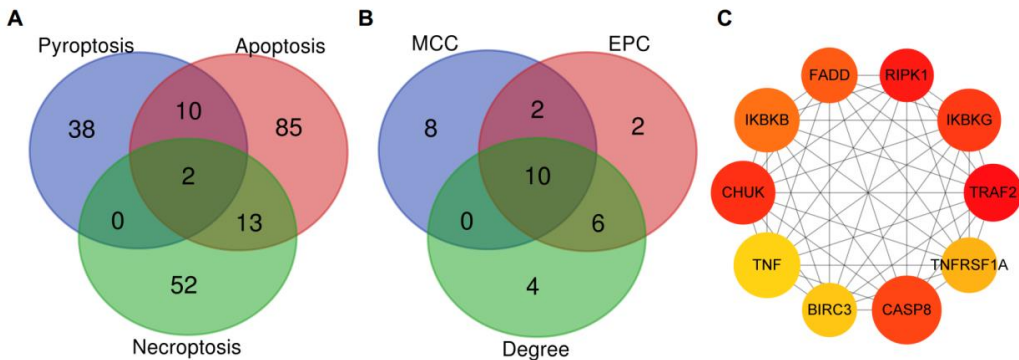 A
Pyroptosis
Apoptosis
38
10
85
2
0
13
52
Necroptosis
B
MCC
EPC
8
2
2
10
0
6
4
Degree
C
FADD
RIPK1
IKBKB
IKBKG
CHUK
TRAF2
TNF
TNFRSF1A
BIRC3
CASP8